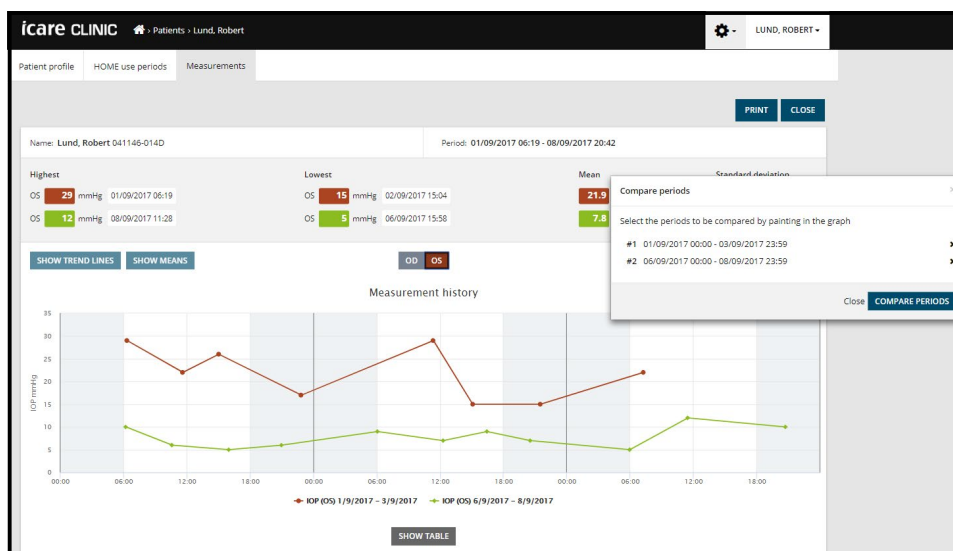 ícare CLINIC › Patients › Lund, Robert LUND, ROBERT
Patient profile HOME use periods Measurements
PRINT CLOSE
Name: Lund, Robert 041146-014D Period: 01/09/2017 06:19 - 08/09/2017 20:42
Highest Lowest Mean Standard deviation
OS 29 mmHg 01/09/2017 06:19 OS 15 mmHg 02/09/2017 15:04 21.9
OS 12 mmHg 08/09/2017 11:28 OS 5 mmHg 06/09/2017 15:58 7.8
Compare periods ×
Select the periods to be compared by painting in the graph
#1 01/09/2017 00:00 - 03/09/2017 23:59
#2 06/09/2017 00:00 - 08/09/2017 23:59
Close COMPARE PERIODS
SHOW TREND LINES SHOW MEANS OD OS
Measurement history
IOP mmHg
35
30
25
20
15
10
5
0
00:00 06:00 12:00 18:00 00:00 06:00 12:00 18:00 00:00 06:00 12:00 18:00
IOP (OS) 1/9/2017 – 3/9/2017 IOP (OS) 6/9/2017 – 8/9/2017
SHOW TABLE